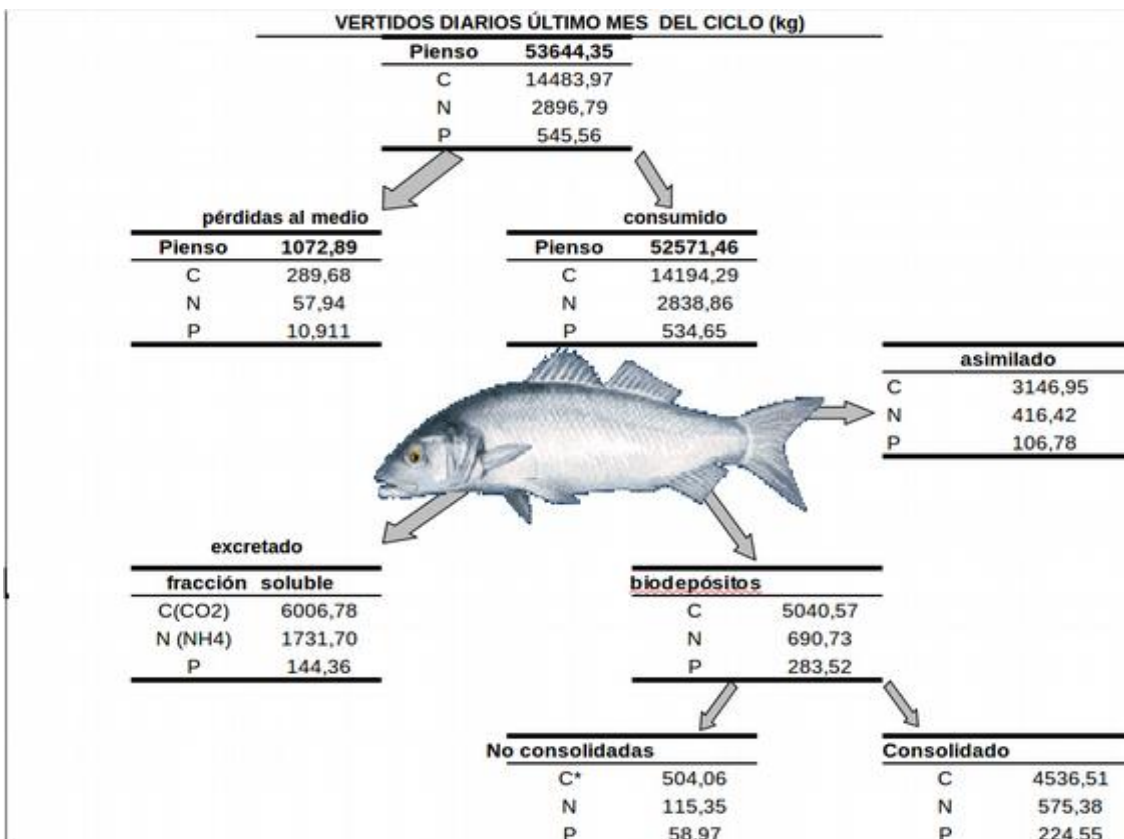 VERTIDOS DIARIOS ÚLTIMO MES DEL CICLO (kg)
Pienso 53644,35
C 14483,97
N 2896,79
P 545,56
pérdidas al medio
Pienso 1072,89
C 289,68
N 57,94
P 10,911
consumido
Pienso 52571,46
C 14194,29
N 2838,86
P 534,65
asimilado
C 3146,95
N 416,42
P 106,78
excretado
fracción soluble
C(CO2) 6006,78
N (NH4) 1731,70
P 144,36
biodepósitos
C 5040,57
N 690,73
P 283,52
No consolidadas
C* 504,06
N 115,35
P 58,97
Consolidado
C 4536,51
N 575,38
P 224,55